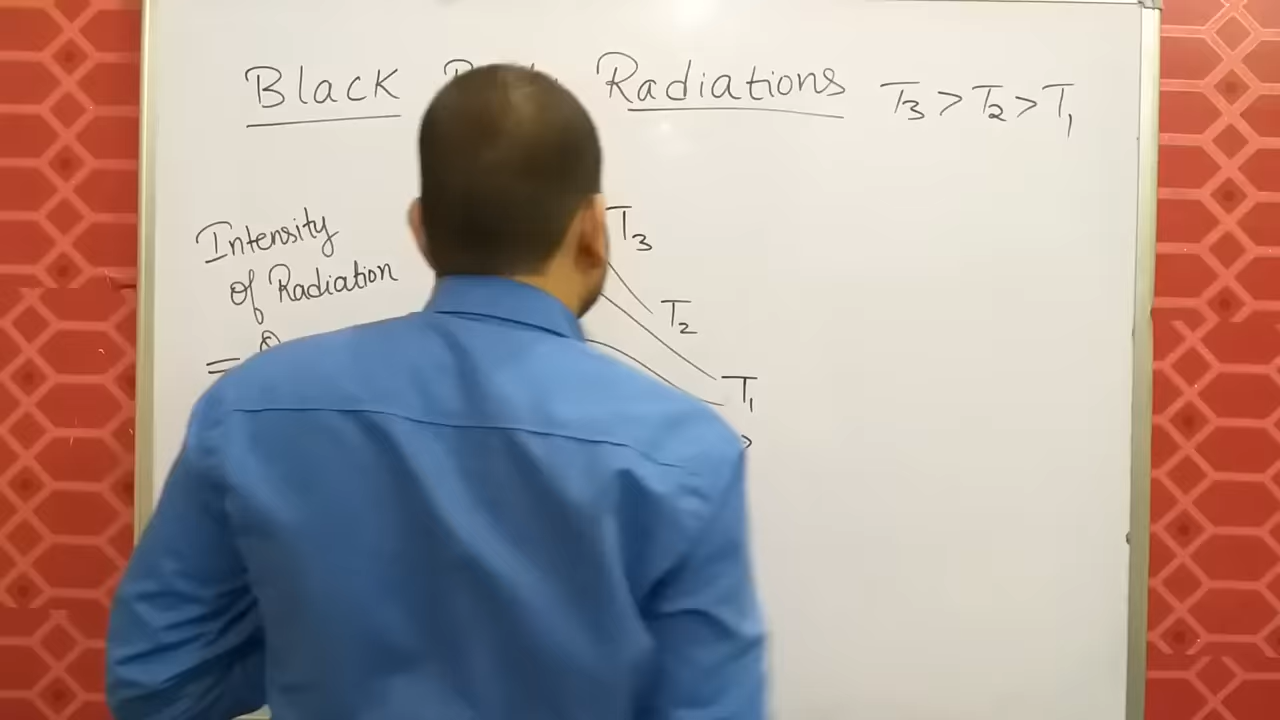 Black Radiations T₃ > T₂ > T₁
Intensity
of Radiation
=
T₃
T₂
T₁